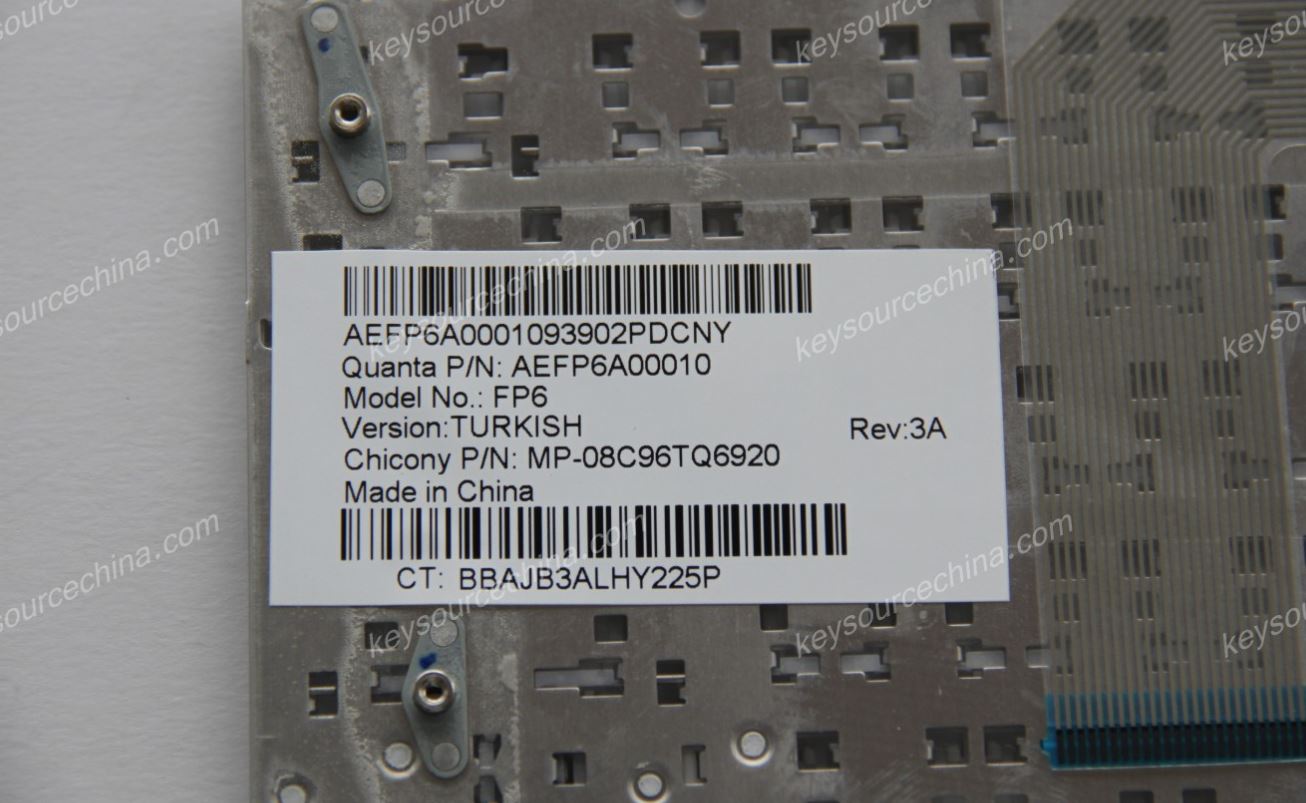 AEFP6A0001093902PDCNY
Quanta P/N: AEFP6A00010
Model No.: FP6
Version:TURKISH Rev:3A
Chicony P/N: MP-08C96TQ6920
Made in China
CT: BBAJB3ALHY225P
keysourcechina.com